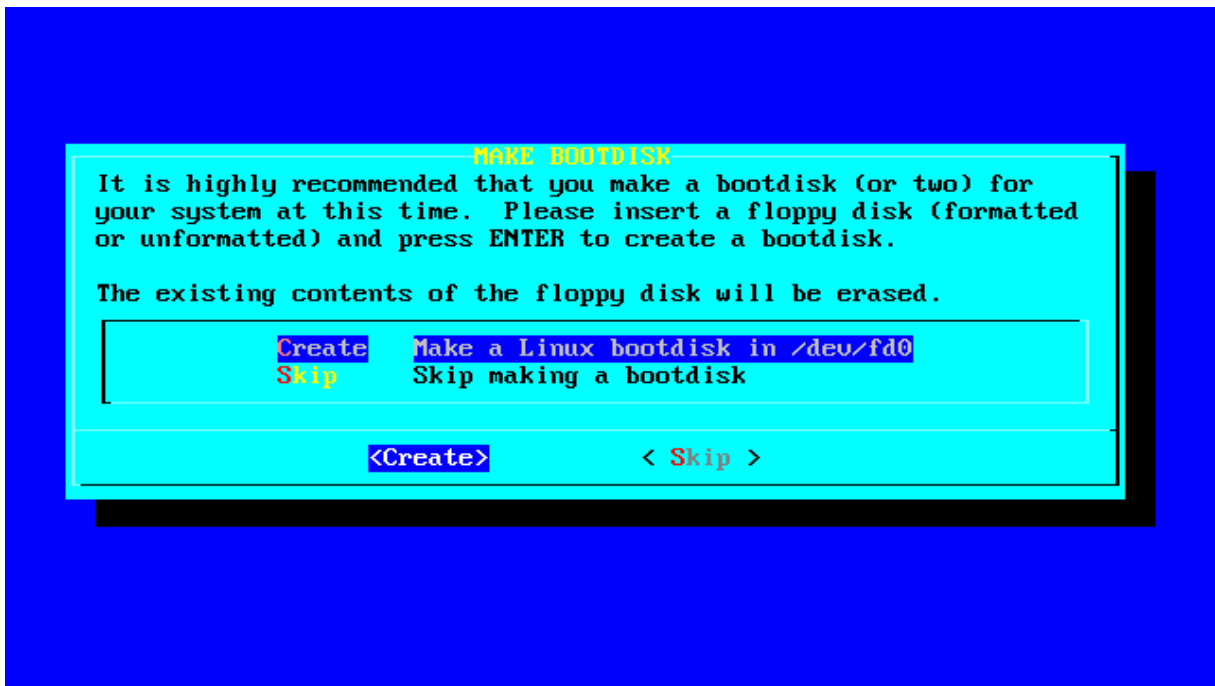 MAKE BOOTDISK
It is highly recommended that you make a bootdisk (or two) for
your system at this time.  Please insert a floppy disk (formatted
or unformatted) and press ENTER to create a bootdisk.
The existing contents of the floppy disk will be erased.
Create   Make a Linux bootdisk in /dev/fd0
Skip     Skip making a bootdisk
<Create>          < Skip >